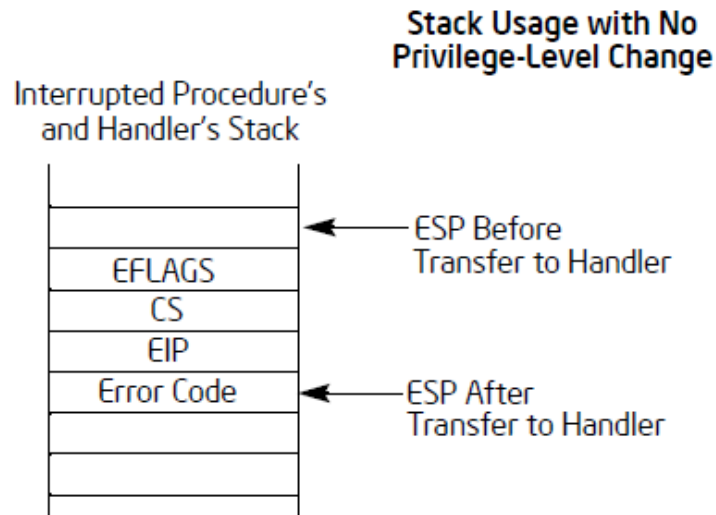 Stack Usage with No
Privilege-Level Change
Interrupted Procedure's
and Handler's Stack
ESP Before
Transfer to Handler
EFLAGS
CS
EIP
Error Code
ESP After
Transfer to Handler